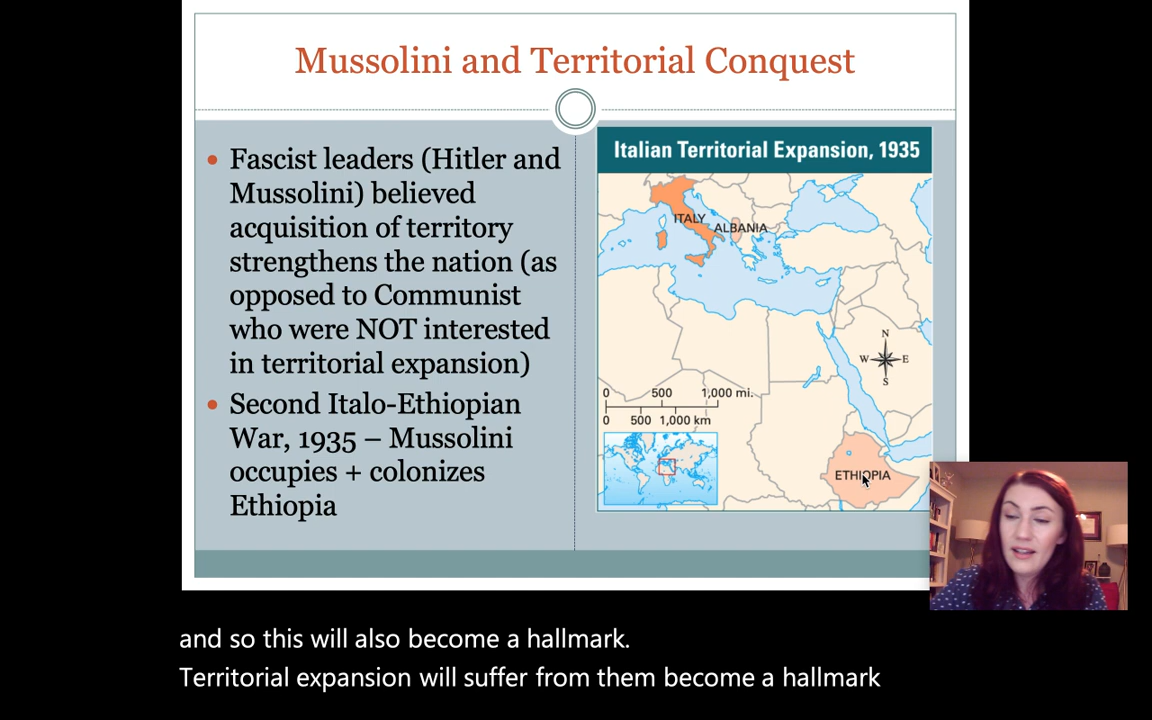 Mussolini and Territorial Conquest
• Fascist leaders (Hitler and
Mussolini) believed
acquisition of territory
strengthens the nation (as
opposed to Communist
who were NOT interested
in territorial expansion)
• Second Italo-Ethiopian
War, 1935 – Mussolini
occupies + colonizes
Ethiopia
Italian Territorial Expansion, 1935
ITALY
ALBANIA
N
W E
S
0 500 1,000 mi.
0 500 1,000 km
ETHIOPIA
and so this will also become a hallmark.
Territorial expansion will suffer from them become a hallmark